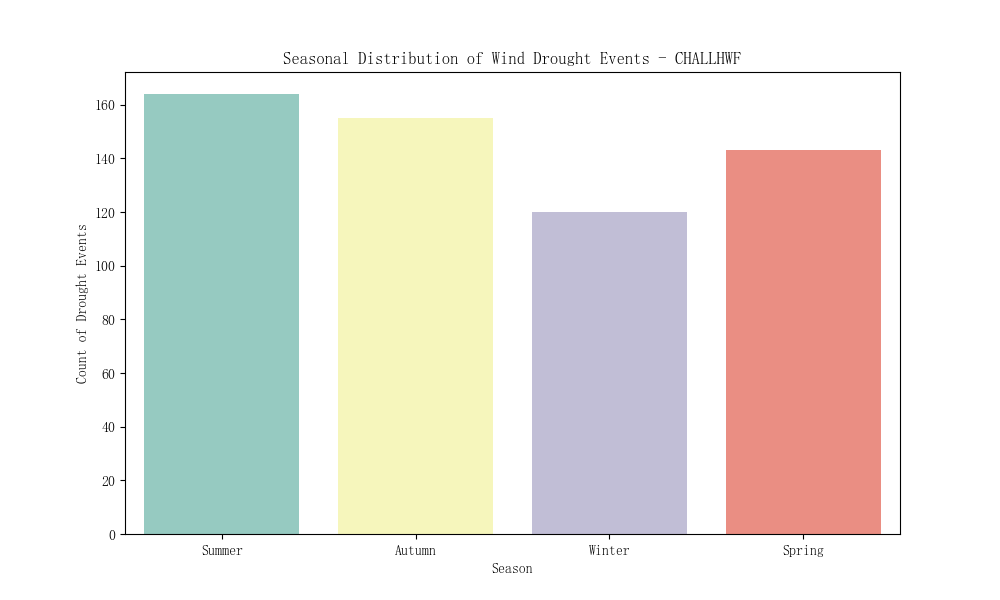 Seasonal Distribution of Wind Drought Events - CHALLHWF
Count of Drought Events
160
140
120
100
80
60
40
20
0
Summer Autumn Winter Spring
Season